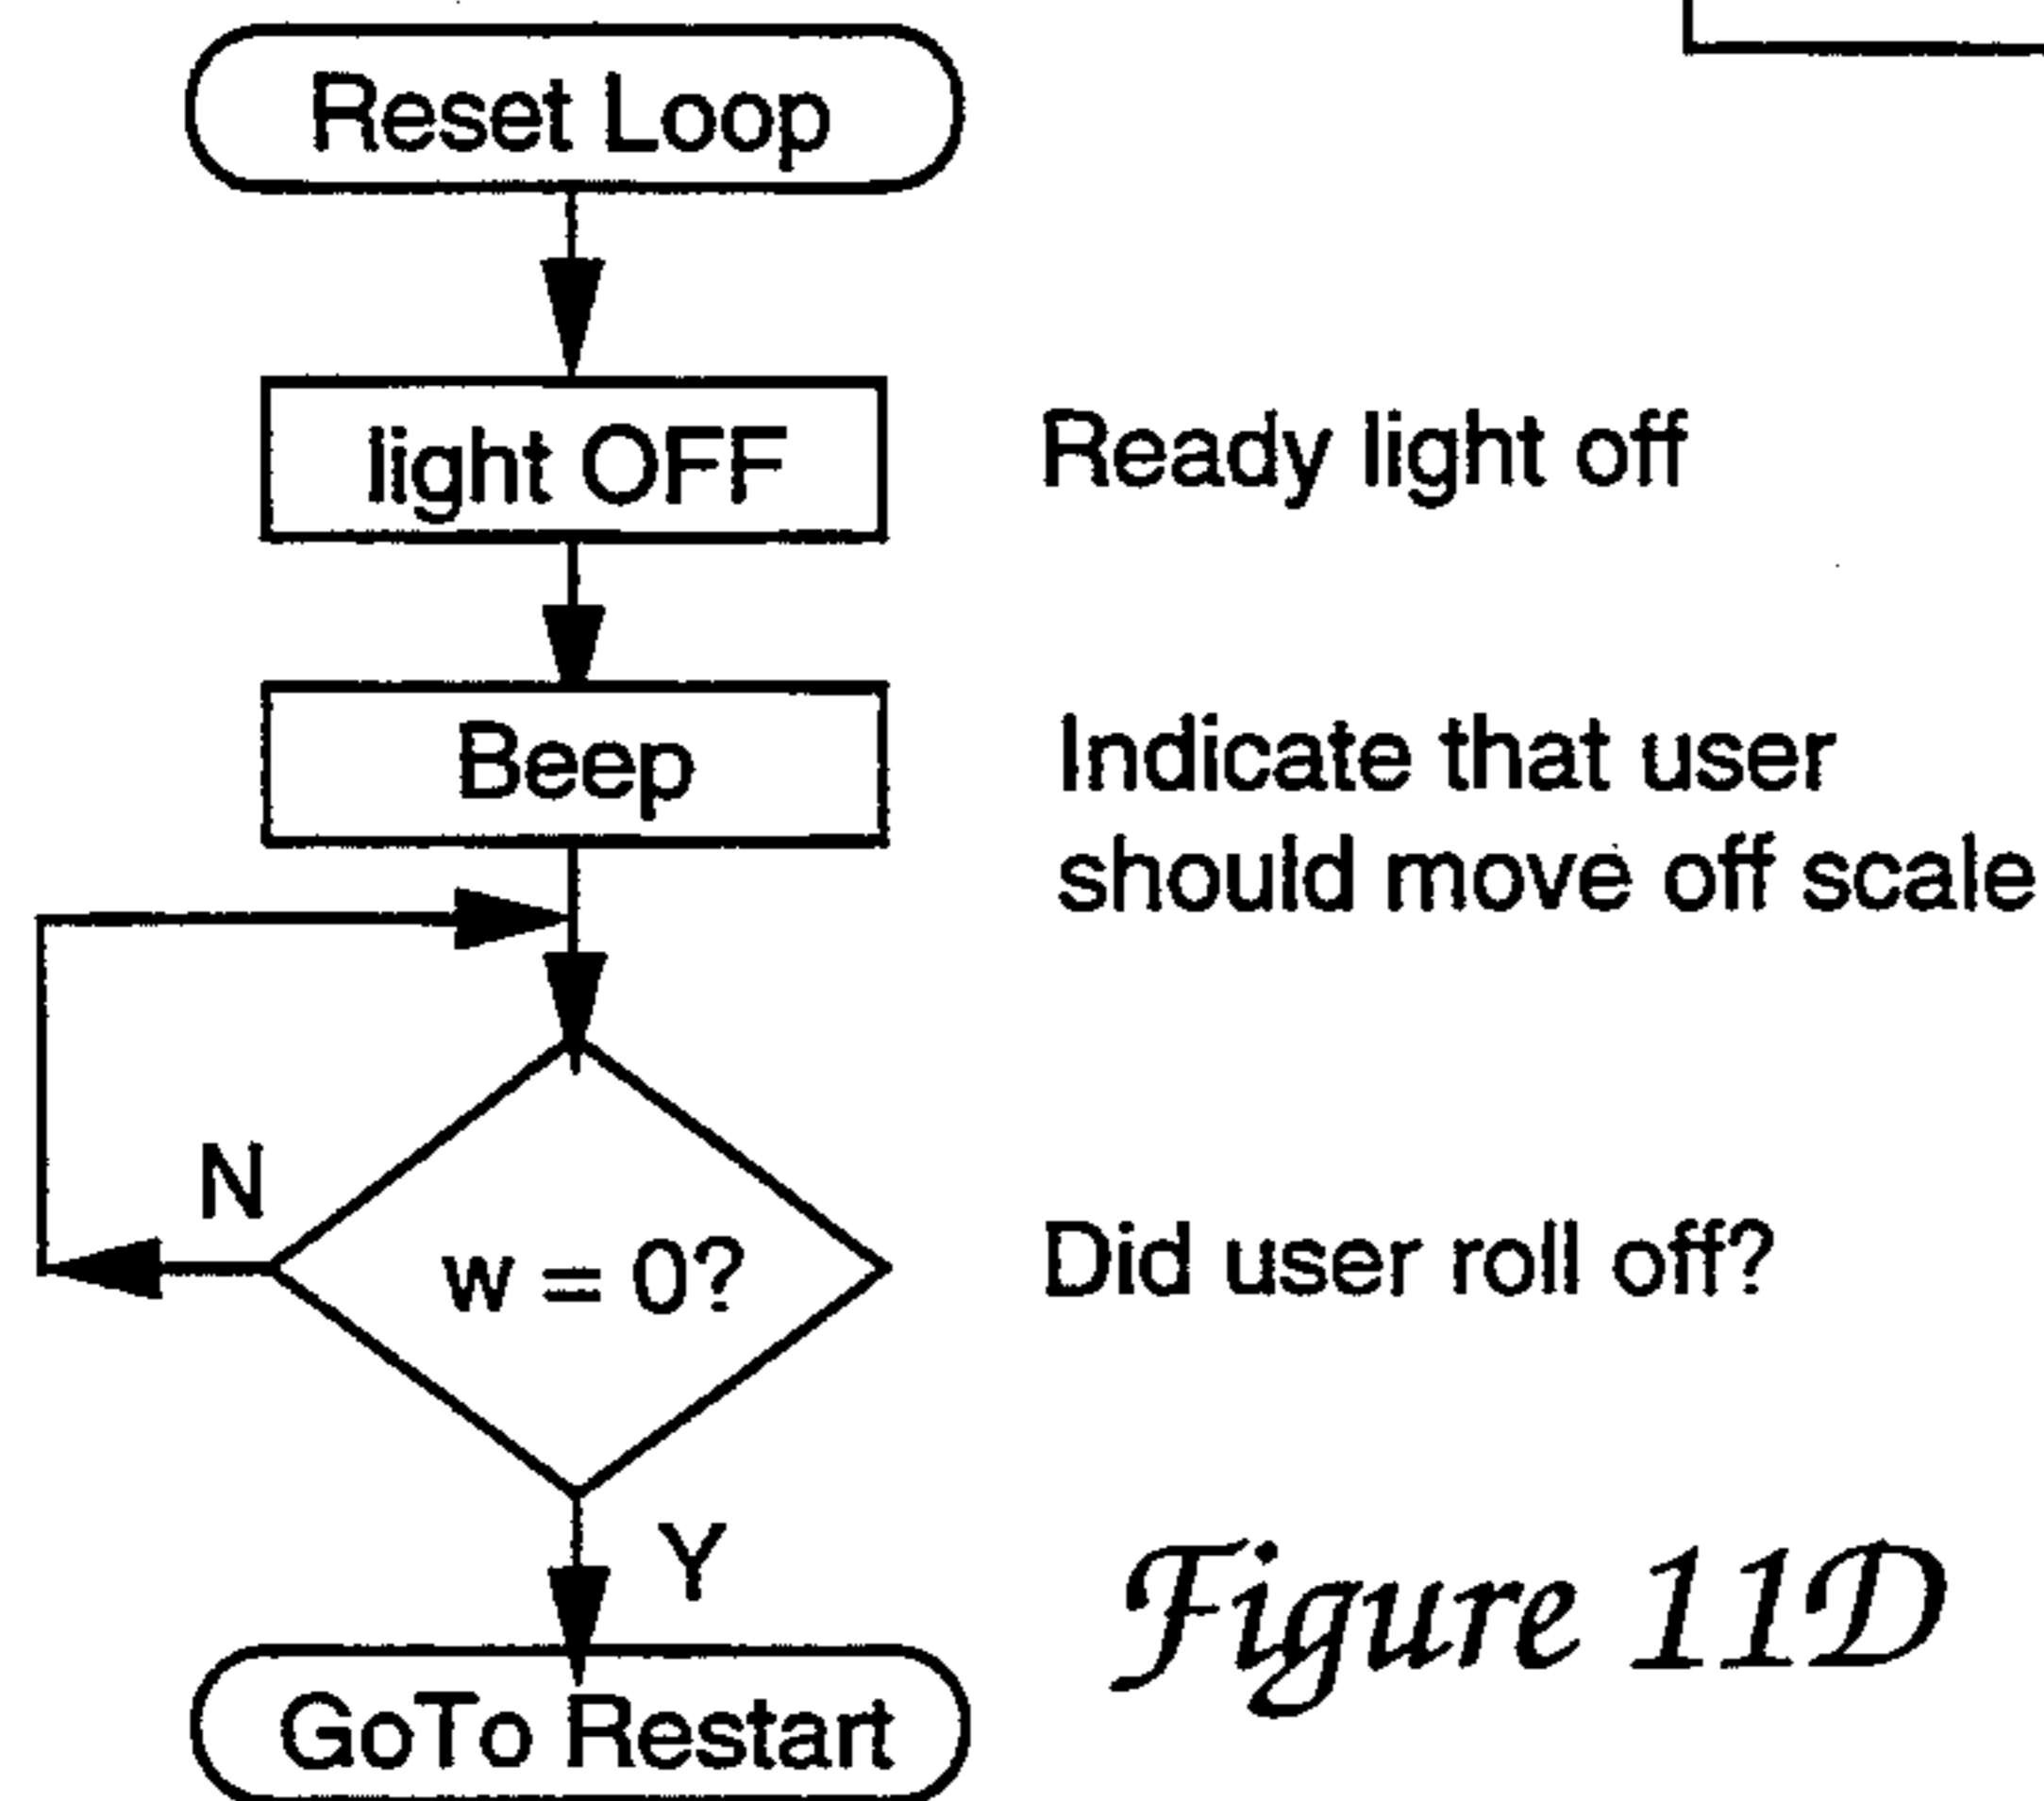 Reset Loop
light OFF
Ready light off
Beep
Indicate that user
should move off scale
N
w = 0?
Did user roll off?
Y
GoTo Restart
Figure 11D